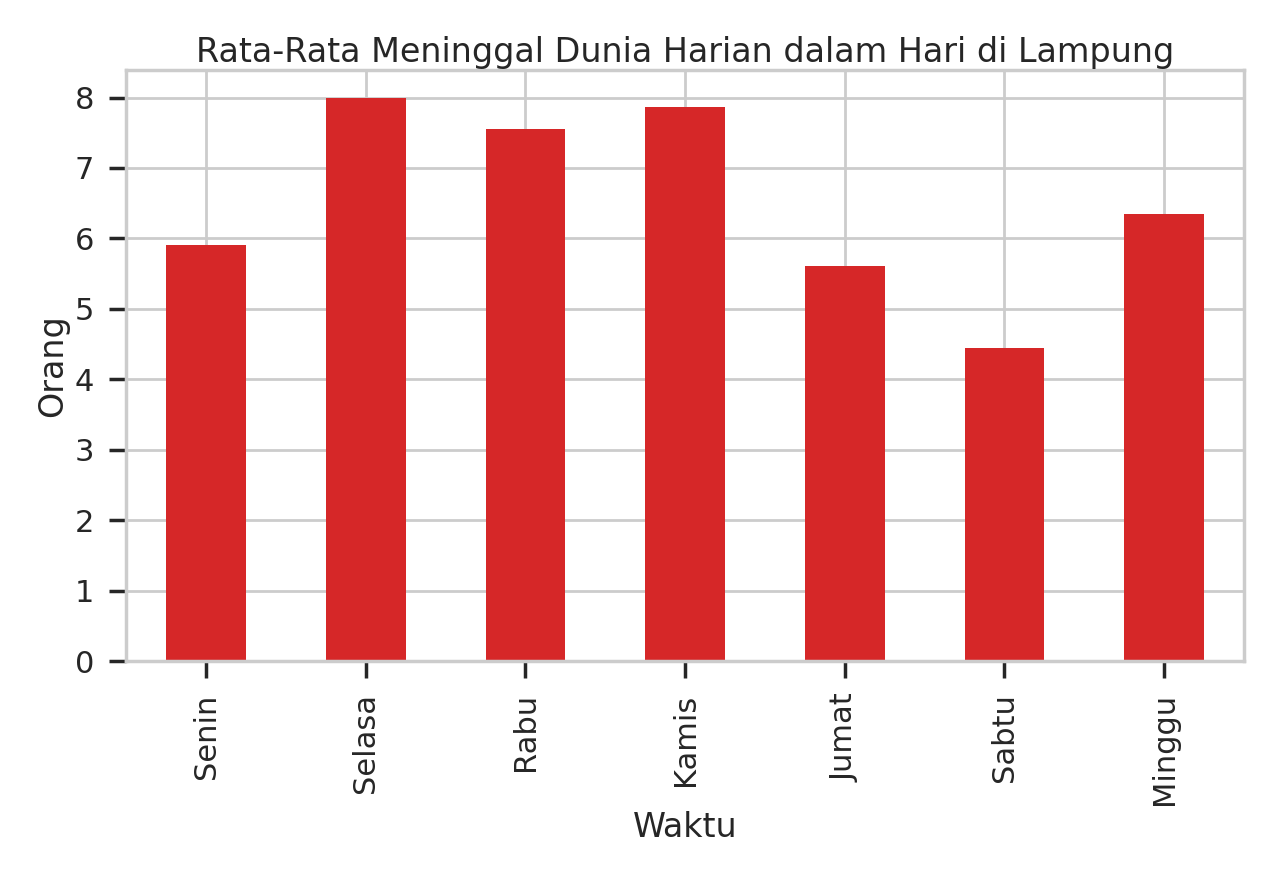 Rata-Rata Meninggal Dunia Harian dalam Hari di Lampung
8
7
6
5
4
3
2
1
0
Orang
Senin
Selasa
Rabu
Kamis
Jumat
Sabtu
Minggu
Waktu